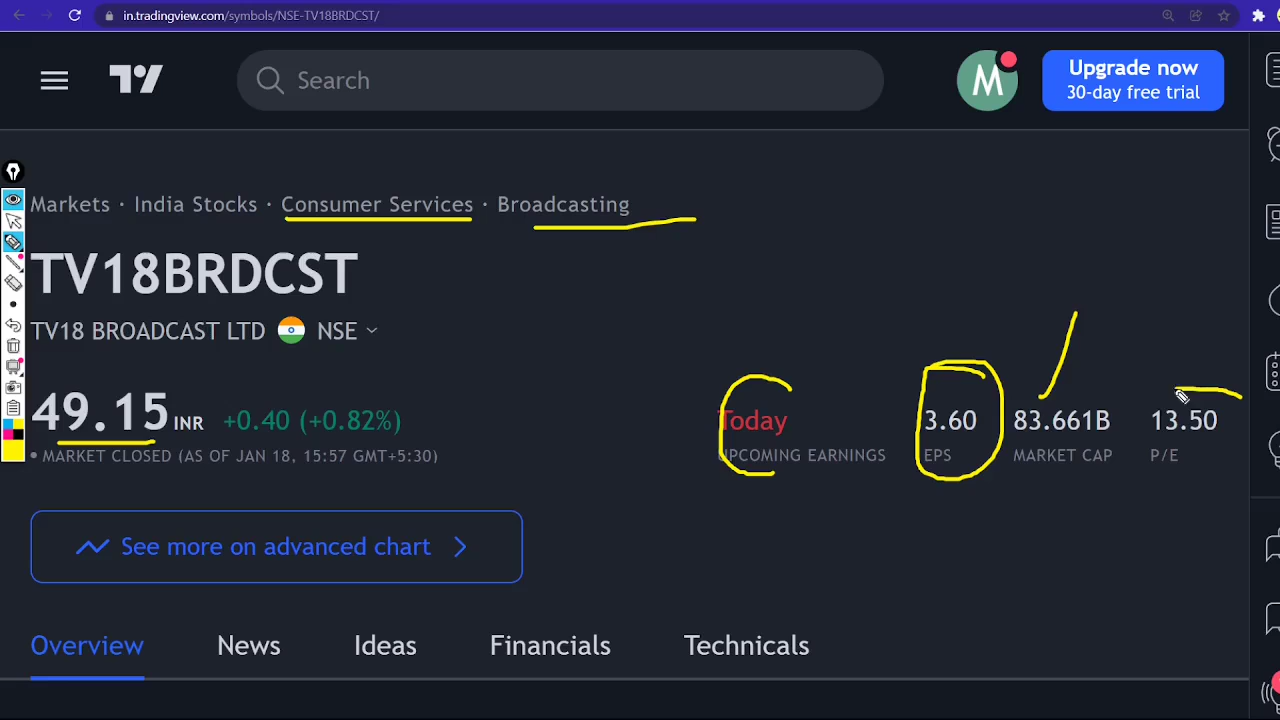 in.tradingview.com/symbols/NSE-TV18BRDCST/
Search
M
Upgrade now
30-day free trial
Markets · India Stocks · Consumer Services · Broadcasting
TV18BRDCST
TV18 BROADCAST LTD NSE
49.15 INR +0.40 (+0.82%)
Today 3.60 83.661B 13.50
• MARKET CLOSED (AS OF JAN 18, 15:57 GMT+5:30)
UPCOMING EARNINGS EPS MARKET CAP P/E
See more on advanced chart
Overview News Ideas Financials Technicals